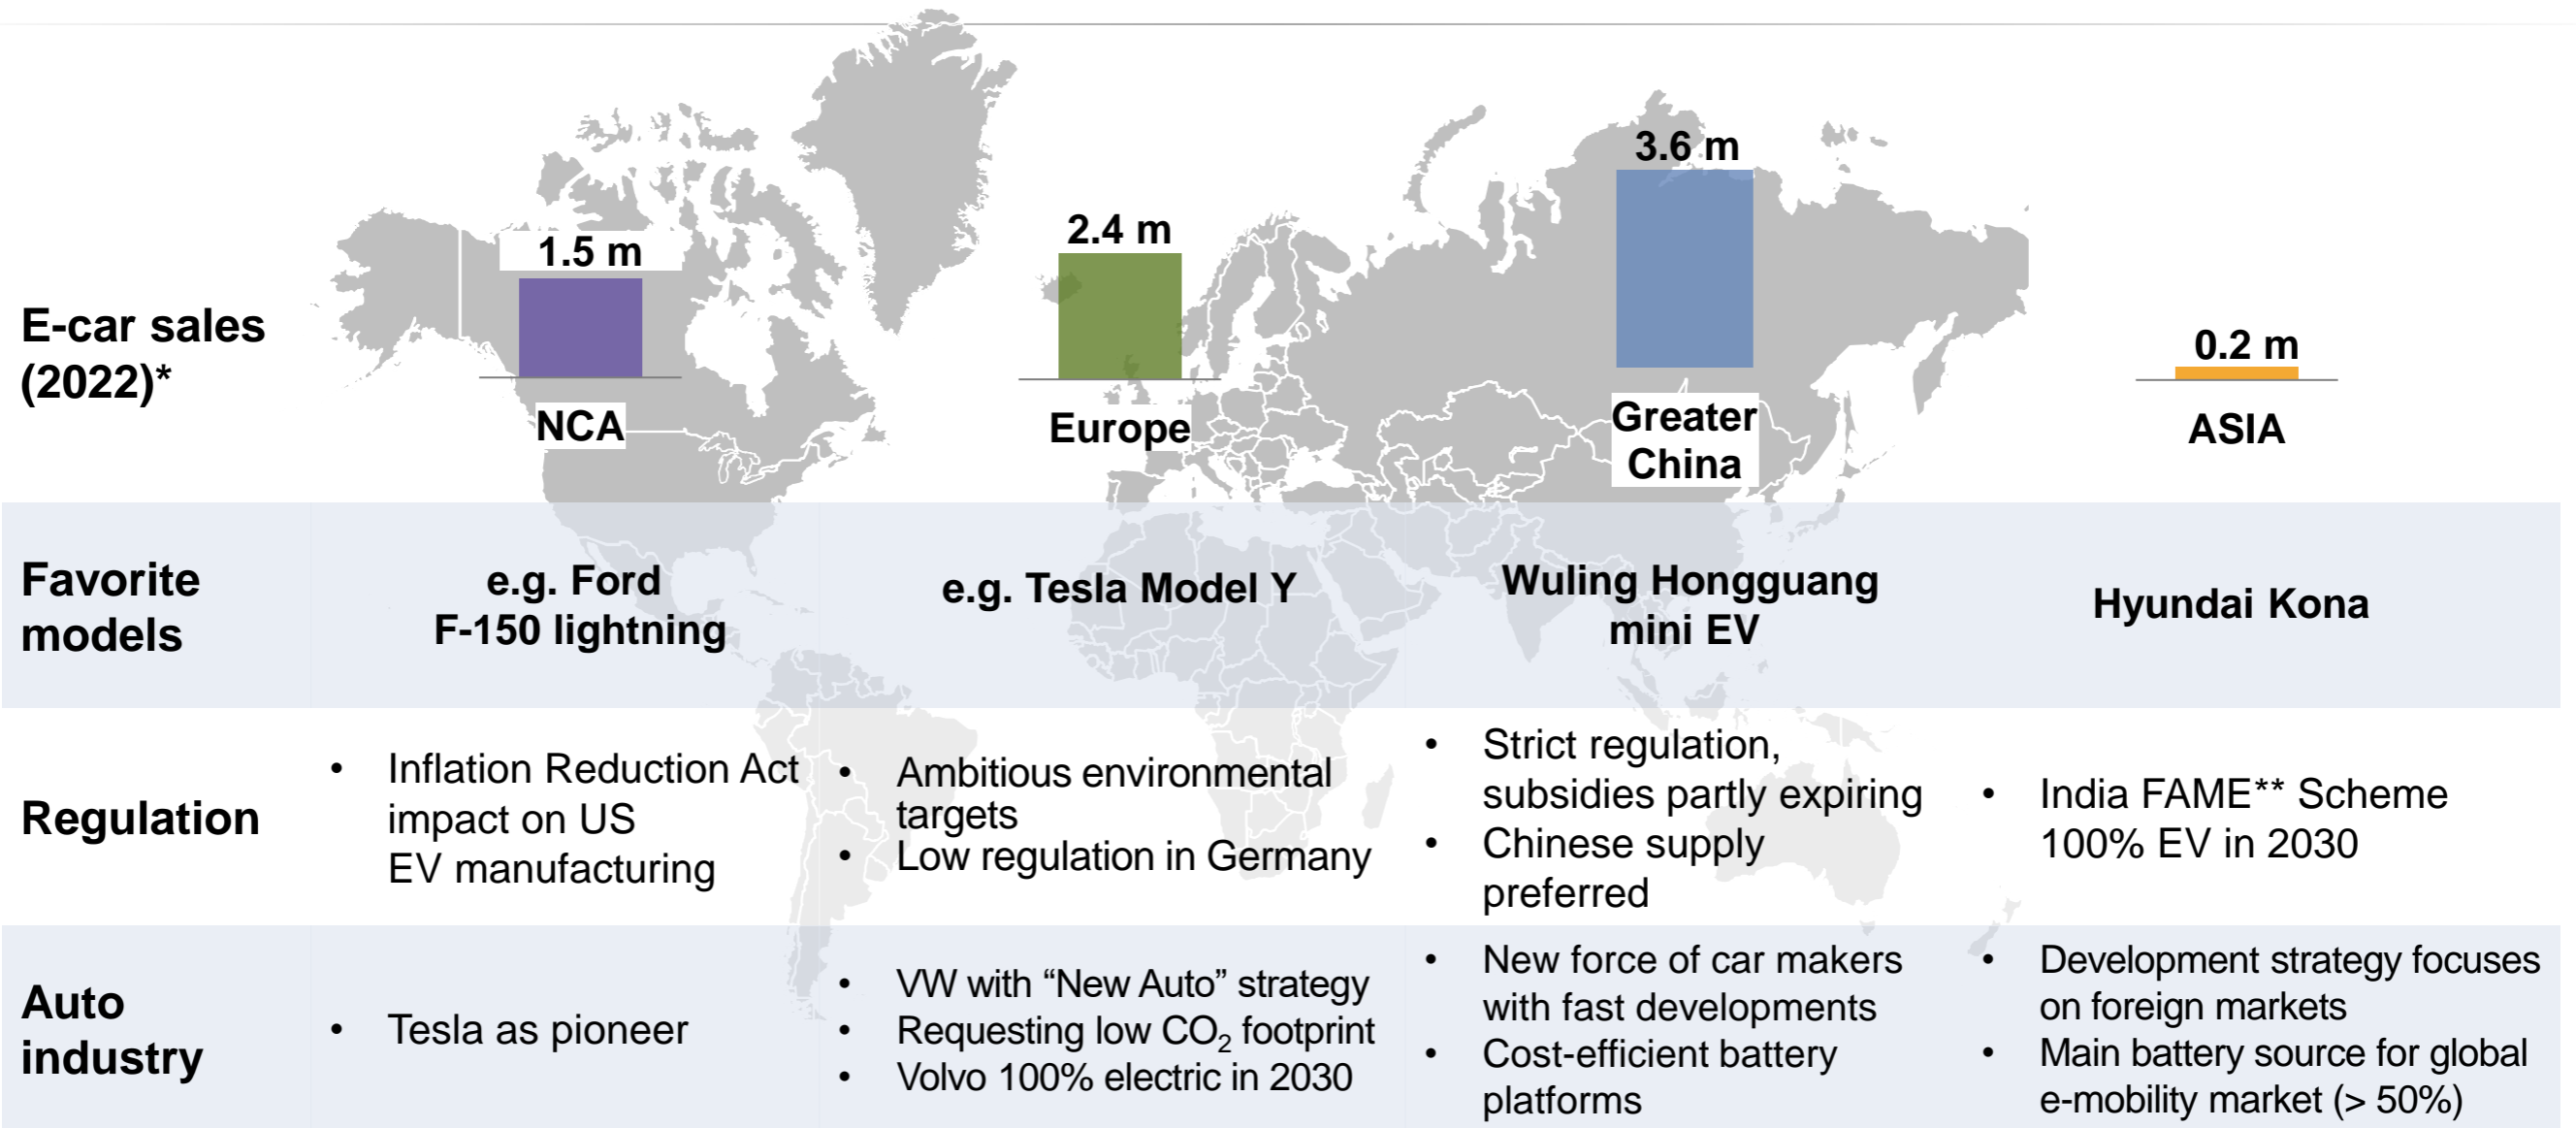 E-car sales
(2022)*
1.5 m
NCA
2.4 m
Europe
3.6 m
Greater
China
0.2 m
ASIA
Favorite
models
e.g. Ford
F-150 lightning
e.g. Tesla Model Y
Wuling Hongguang
mini EV
Hyundai Kona
Regulation
• Inflation Reduction Act
impact on US
EV manufacturing
• Ambitious environmental
targets
• Low regulation in Germany
• Strict regulation,
subsidies partly expiring
• Chinese supply
preferred
• India FAME** Scheme
100% EV in 2030
Auto
industry
• Tesla as pioneer
• VW with “New Auto” strategy
• Requesting low CO₂ footprint
• Volvo 100% electric in 2030
• New force of car makers
with fast developments
• Cost-efficient battery
platforms
• Development strategy focuses
on foreign markets
• Main battery source for global
e-mobility market (> 50%)